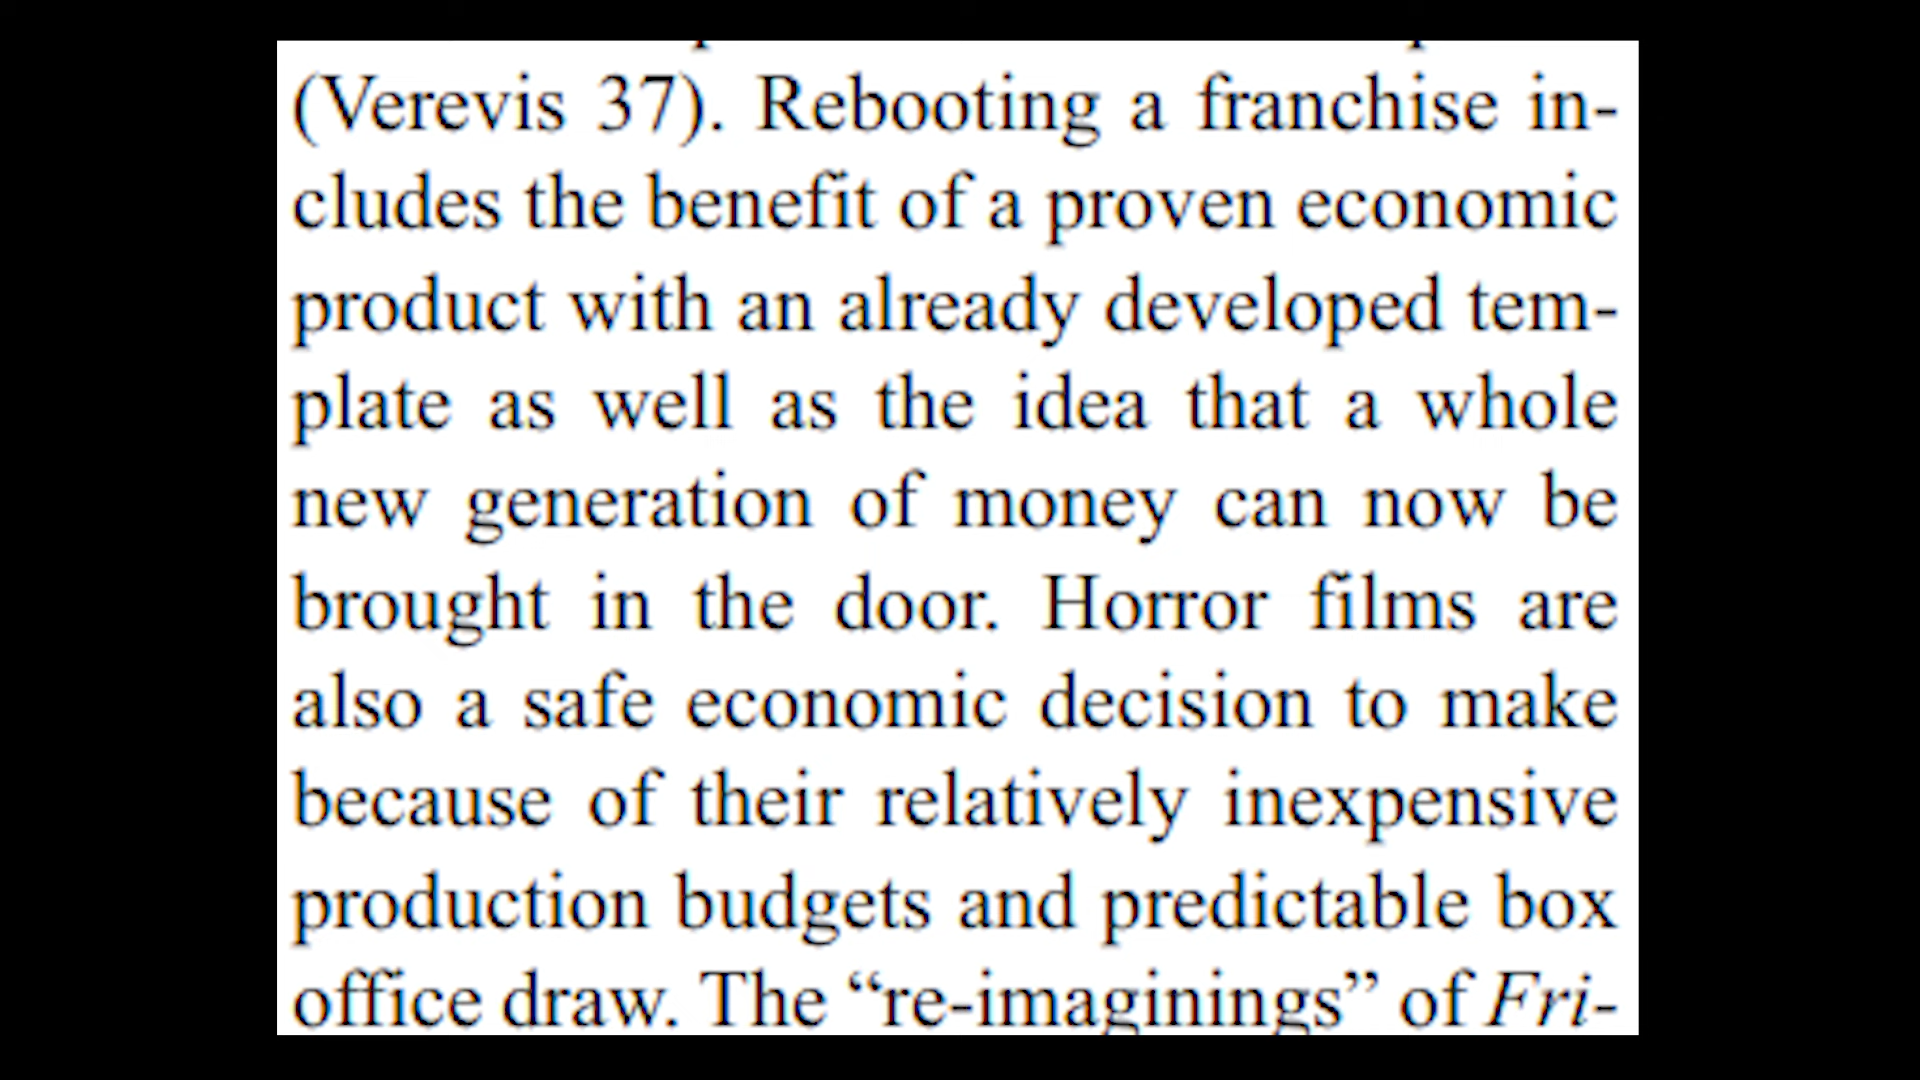 (Verevis 37). Rebooting a franchise in-
cludes the benefit of a proven economic
product with an already developed tem-
plate as well as the idea that a whole
new generation of money can now be
brought in the door. Horror films are
also a safe economic decision to make
because of their relatively inexpensive
production budgets and predictable box
office draw. The “re-imaginings” of Fri-